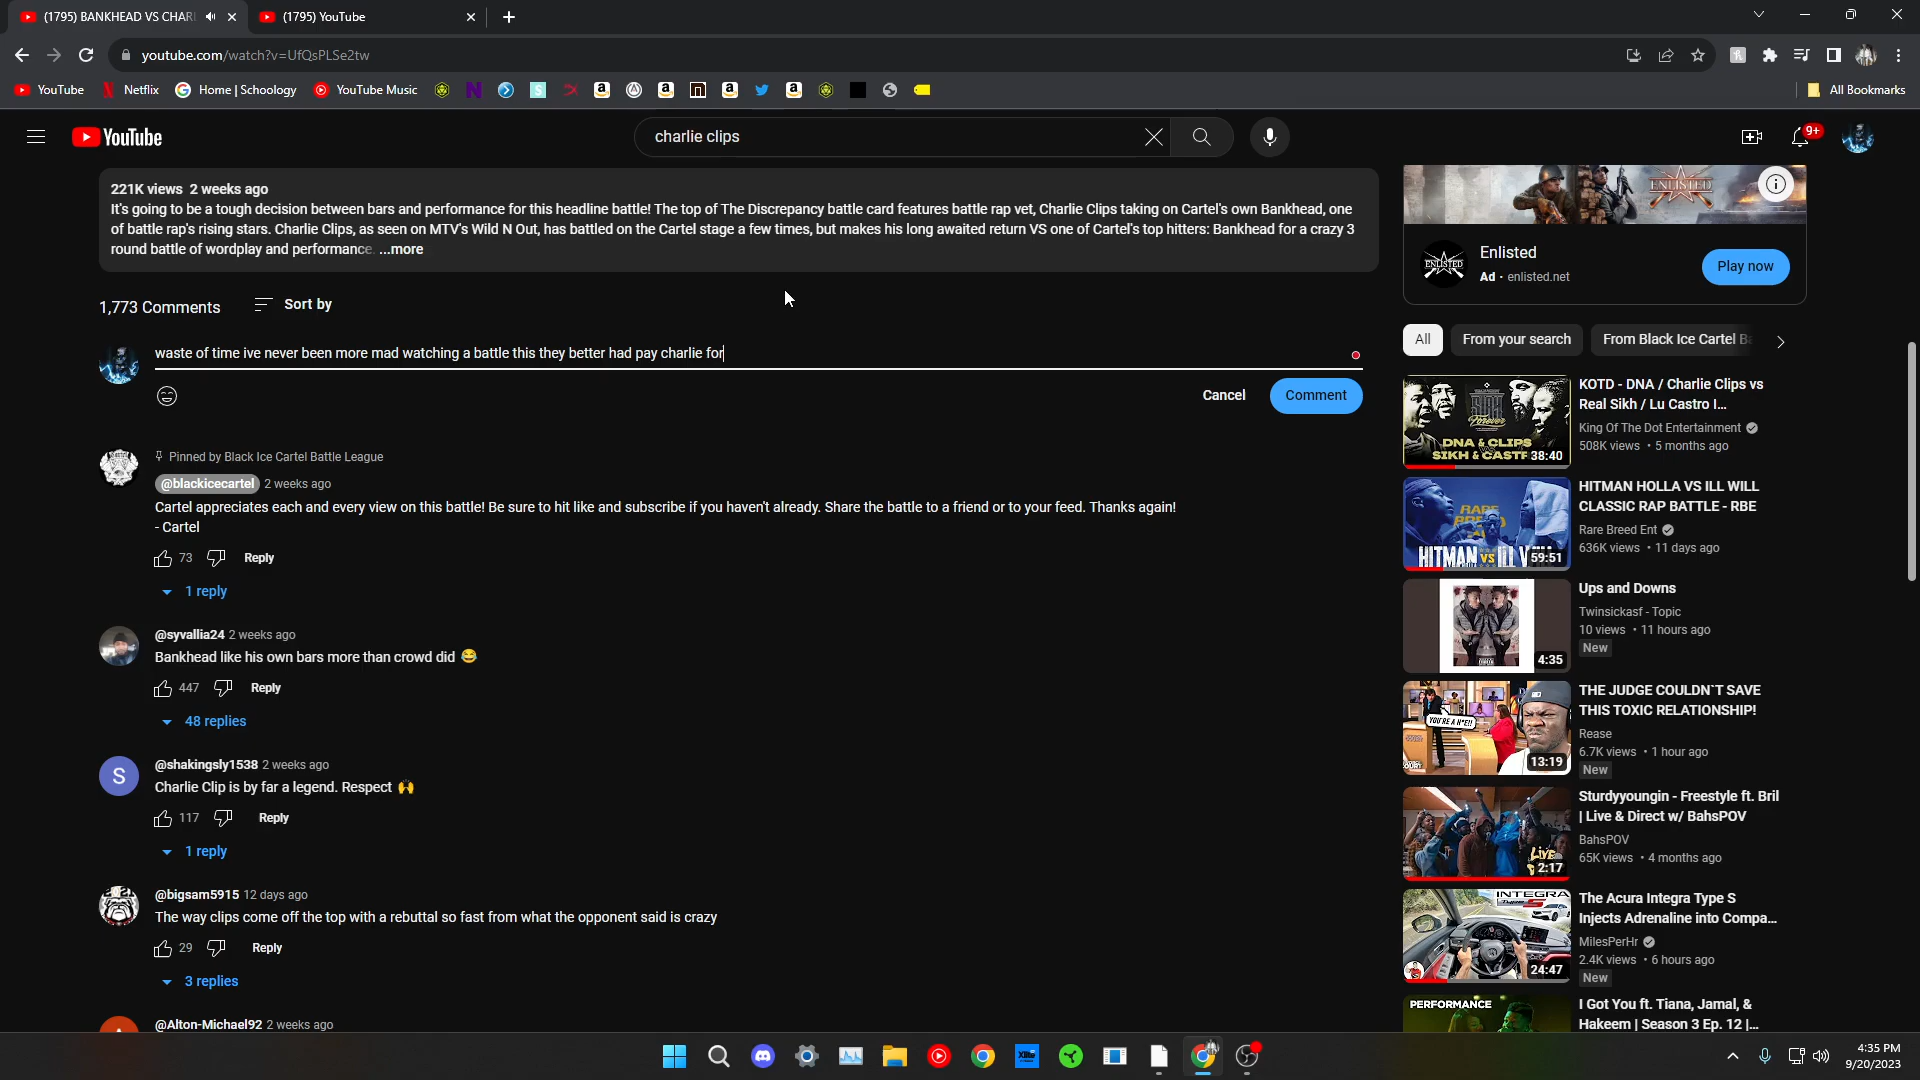 (1795) BANKHEAD VS CHARL
(1795) YouTube
youtube.com/watch?v=UfQsPLSe2tw
YouTube
Netflix
Home | Schoology
YouTube Music
All Bookmarks
YouTube
charlie clips
9+
221K views 2 weeks ago
It's going to be a tough decision between bars and performance for this headline battle! The top of The Discrepancy battle card features battle rap vet, Charlie Clips taking on Cartel's own Bankhead, one
of battle rap's rising stars. Charlie Clips, as seen on MTV's Wild N Out, has battled on the Cartel stage a few times, but makes his long awaited return VS one of Cartel's top hitters: Bankhead for a crazy 3
round battle of wordplay and performance. ...more
1,773 Comments
Sort by
waste of time ive never been more mad watching a battle this they better had pay charlie for
Cancel
Comment
Pinned by Black Ice Cartel Battle League
@blackicecartel 2 weeks ago
Cartel appreciates each and every view on this battle! Be sure to hit like and subscribe if you haven't already. Share the battle to a friend or to your feed. Thanks again!
- Cartel
73
Reply
1 reply
@syvallia24 2 weeks ago
Bankhead like his own bars more than crowd did 😂
447
Reply
48 replies
@shakingsly1538 2 weeks ago
S
Charlie Clip is by far a legend. Respect 🙌
117
Reply
1 reply
@bigsam5915 12 days ago
The way clips come off the top with a rebuttal so fast from what the opponent said is crazy
29
Reply
3 replies
@Alton-Michael92 2 weeks ago
ENLISTED
ENLISTED
Enlisted
Ad · enlisted.net
Play now
All
From your search
From Black Ice Cartel Ba
DNA & CLIPS
SIKH & CASTR
38:40
KOTD - DNA / Charlie Clips vs
Real Sikh / Lu Castro I...
King Of The Dot Entertainment
508K views • 5 months ago
HITMAN VS ILL WILL
59:51
HITMAN HOLLA VS ILL WILL
CLASSIC RAP BATTLE - RBE
Rare Breed Ent
636K views • 11 days ago
4:35
Ups and Downs
Twinsickasf - Topic
10 views • 11 hours ago
New
YOU'RE A H*E!!
13:19
THE JUDGE COULDN`T SAVE
THIS TOXIC RELATIONSHIP!
Rease
6.7K views • 1 hour ago
New
LIVE
2:17
Sturdyyoungin - Freestyle ft. Bril
| Live & Direct w/ BahsPOV
BahsPOV
65K views • 4 months ago
INTEGRA
Type S
24:47
The Acura Integra Type S
Injects Adrenaline into Compa...
MilesPerHr
2.4K views • 6 hours ago
New
PERFORMANCE
I Got You ft. Tiana, Jamal, &
Hakeem | Season 3 Ep. 12 |...
4:35 PM
9/20/2023